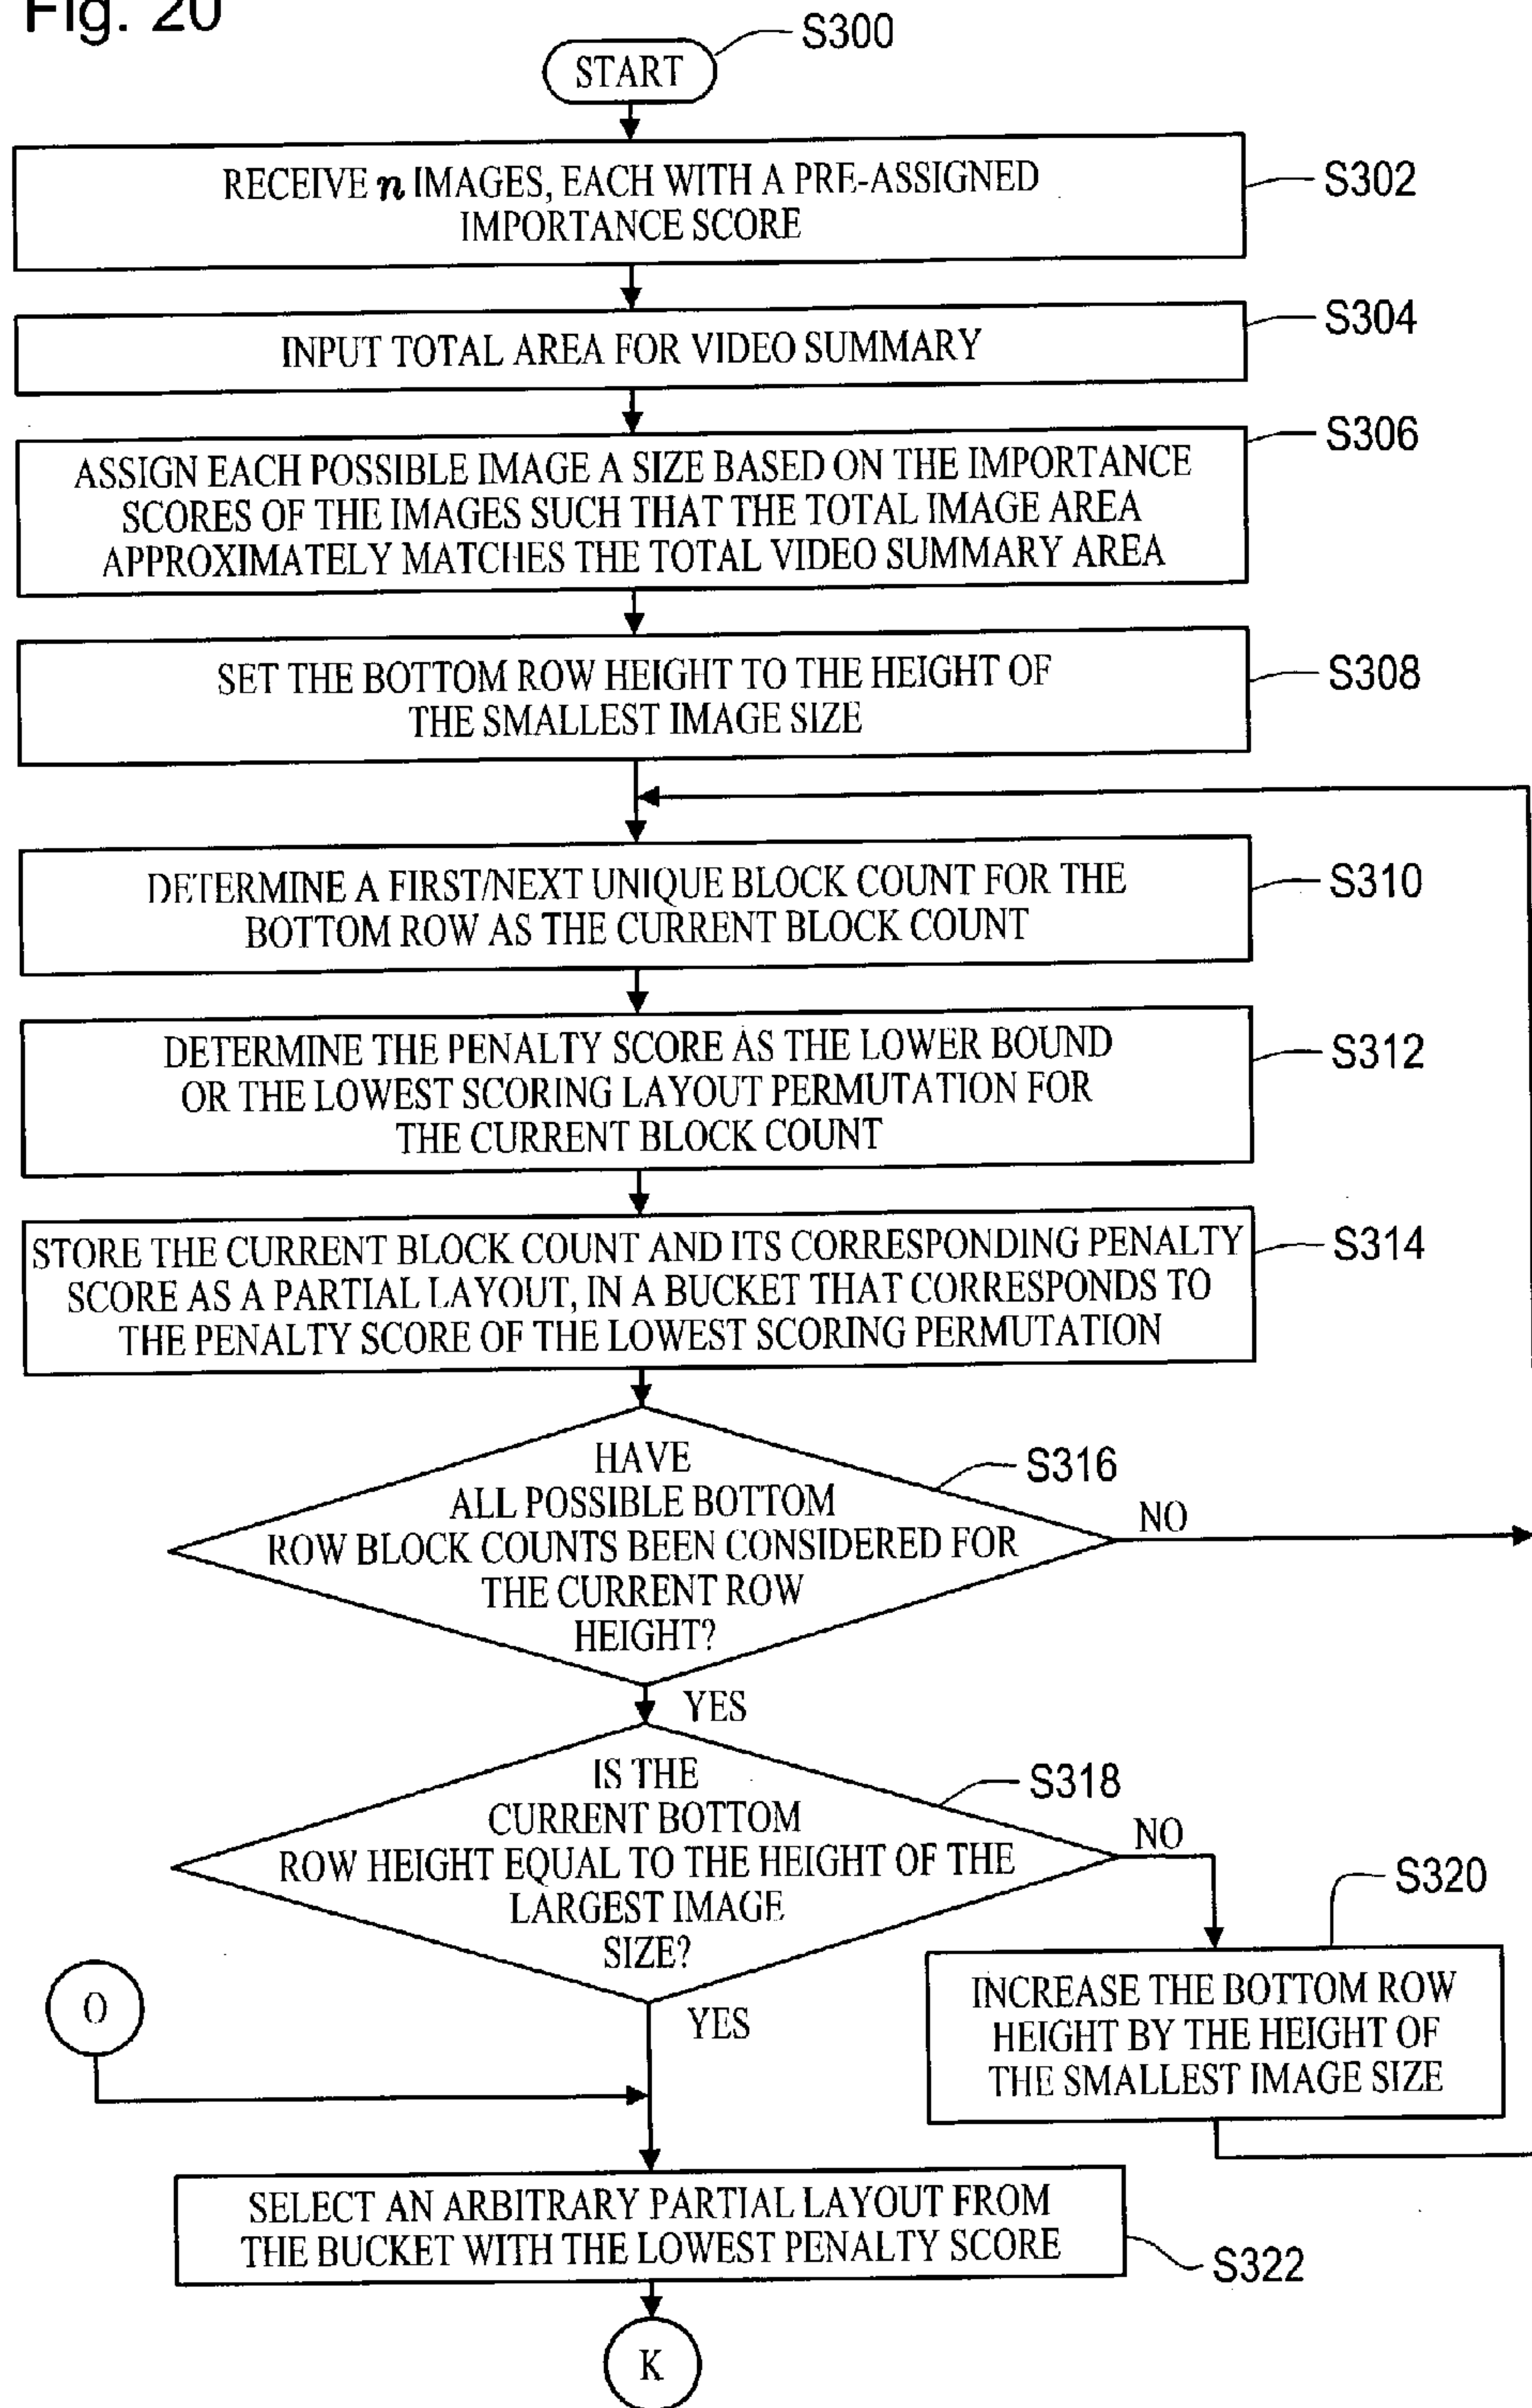 Fig. 20
START
S300
RECEIVE n IMAGES, EACH WITH A PRE-ASSIGNED
IMPORTANCE SCORE
S302
INPUT TOTAL AREA FOR VIDEO SUMMARY
S304
ASSIGN EACH POSSIBLE IMAGE A SIZE BASED ON THE IMPORTANCE
SCORES OF THE IMAGES SUCH THAT THE TOTAL IMAGE AREA
APPROXIMATELY MATCHES THE TOTAL VIDEO SUMMARY AREA
S306
SET THE BOTTOM ROW HEIGHT TO THE HEIGHT OF
THE SMALLEST IMAGE SIZE
S308
DETERMINE A FIRST/NEXT UNIQUE BLOCK COUNT FOR THE
BOTTOM ROW AS THE CURRENT BLOCK COUNT
S310
DETERMINE THE PENALTY SCORE AS THE LOWER BOUND
OR THE LOWEST SCORING LAYOUT PERMUTATION FOR
THE CURRENT BLOCK COUNT
S312
STORE THE CURRENT BLOCK COUNT AND ITS CORRESPONDING PENALTY
SCORE AS A PARTIAL LAYOUT, IN A BUCKET THAT CORRESPONDS TO
THE PENALTY SCORE OF THE LOWEST SCORING PERMUTATION
S314
HAVE
ALL POSSIBLE BOTTOM
ROW BLOCK COUNTS BEEN CONSIDERED FOR
THE CURRENT ROW
HEIGHT?
S316
NO
YES
IS THE
CURRENT BOTTOM
ROW HEIGHT EQUAL TO THE HEIGHT OF THE
LARGEST IMAGE
SIZE?
S318
NO
YES
S320
INCREASE THE BOTTOM ROW
HEIGHT BY THE HEIGHT OF
THE SMALLEST IMAGE SIZE
O
SELECT AN ARBITRARY PARTIAL LAYOUT FROM
THE BUCKET WITH THE LOWEST PENALTY SCORE
S322
K